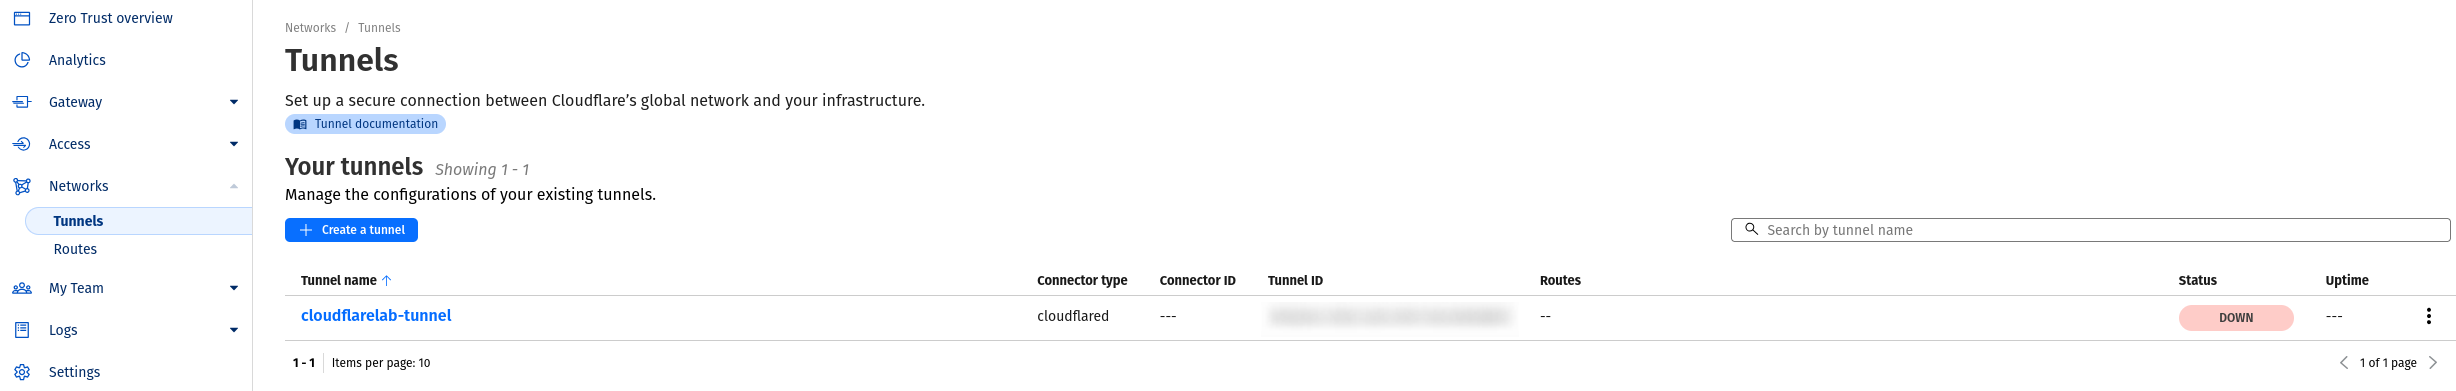 Zero Trust overview
Analytics
Gateway
Access
Networks
Tunnels
Routes
My Team
Logs
Settings
Networks / Tunnels
Tunnels
Set up a secure connection between Cloudflare’s global network and your infrastructure.
Tunnel documentation
Your tunnels Showing 1 - 1
Manage the configurations of your existing tunnels.
Create a tunnel
Search by tunnel name
Tunnel name Connector type Connector ID Tunnel ID Routes Status Uptime
cloudflarelab-tunnel cloudflared --- -- DOWN ---
1 - 1 Items per page: 10 1 of 1 page